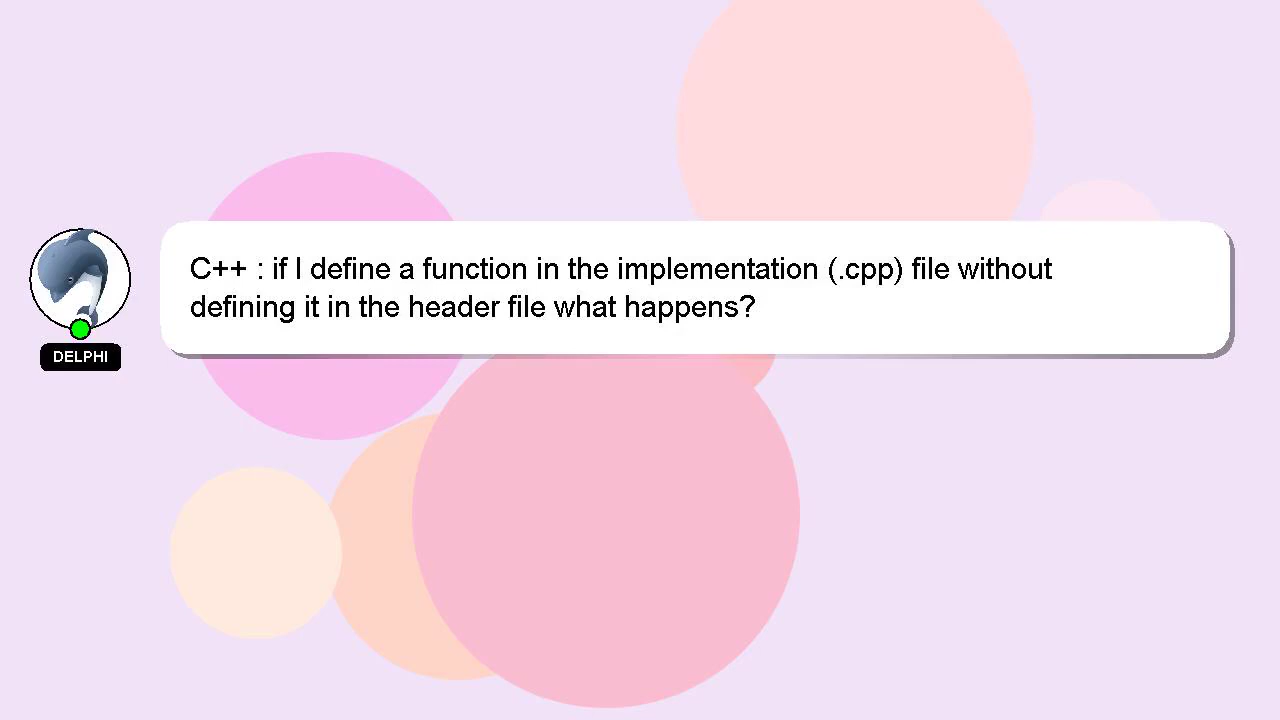 C++ : if I define a function in the implementation (.cpp) file without
defining it in the header file what happens?
DELPHI